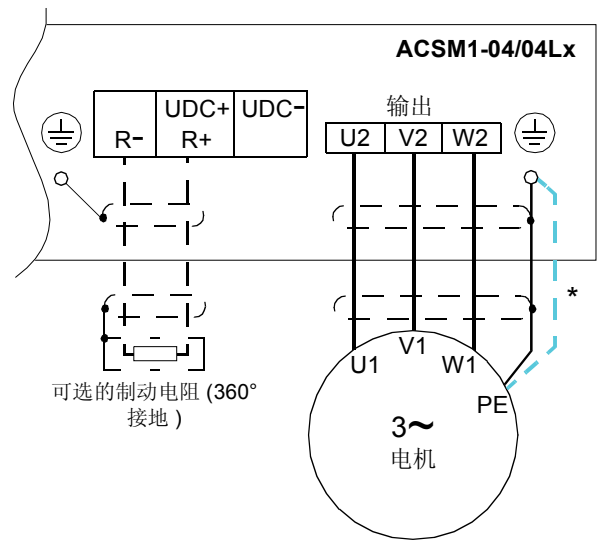 ACSM1-04/04Lx
UDC+ UDC-
R- R+
输出
U2 V2 W2
*
U1 V1 W1
PE
可选的制动电阻 (360°
接地 )
3~
电机